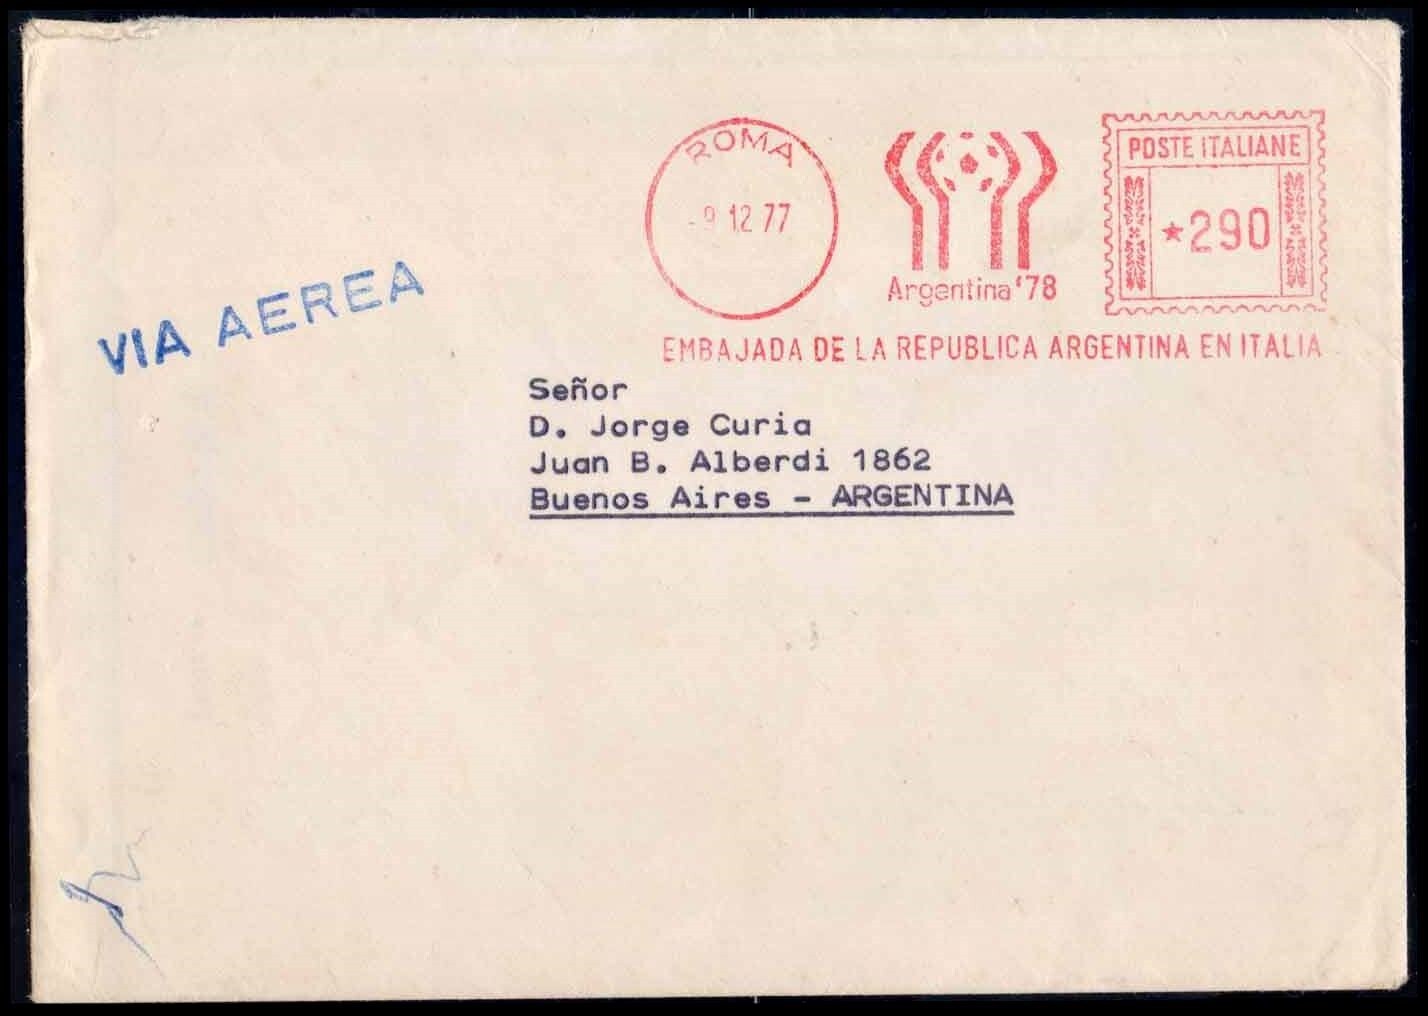 ROMA
12 77
Argentina '78
POSTE ITALIANE
*290
EMBAJADA DE LA REPUBLICA ARGENTINA EN ITALIA
VIA AEREA
Señor
D. Jorge Curia
Juan B. Alberdi 1862
Buenos Aires - ARGENTINA